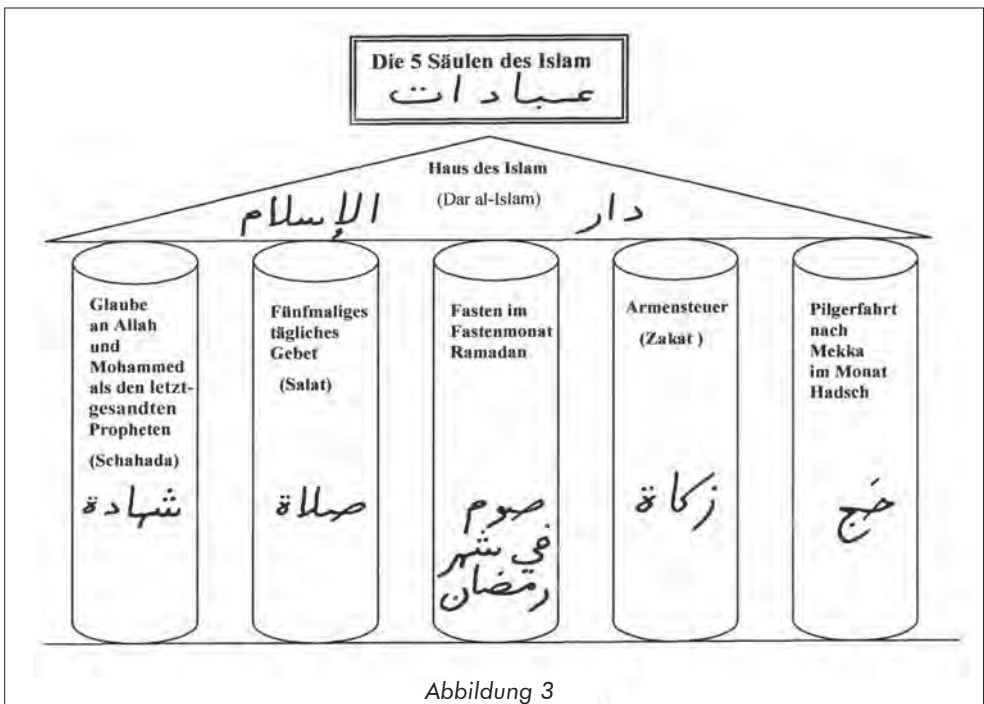 Die 5 Säulen des Islam
عبادات
Haus des Islam
(Dar al-Islam)
دار الإسلام
Glaube
an Allah
und
Mohammed
als den letzt-
gesandten
Propheten
(Schahada)
شهادة
Fünfmaliges
tägliches
Gebet
(Salat)
صلاة
Fasten im
Fastenmonat
Ramadan
صوم
في شهر
رمضان
Armensteuer
(Zakat )
زكاة
Pilgerfahrt
nach
Mekka
im Monat
Hadsch
حَج
Abbildung 3